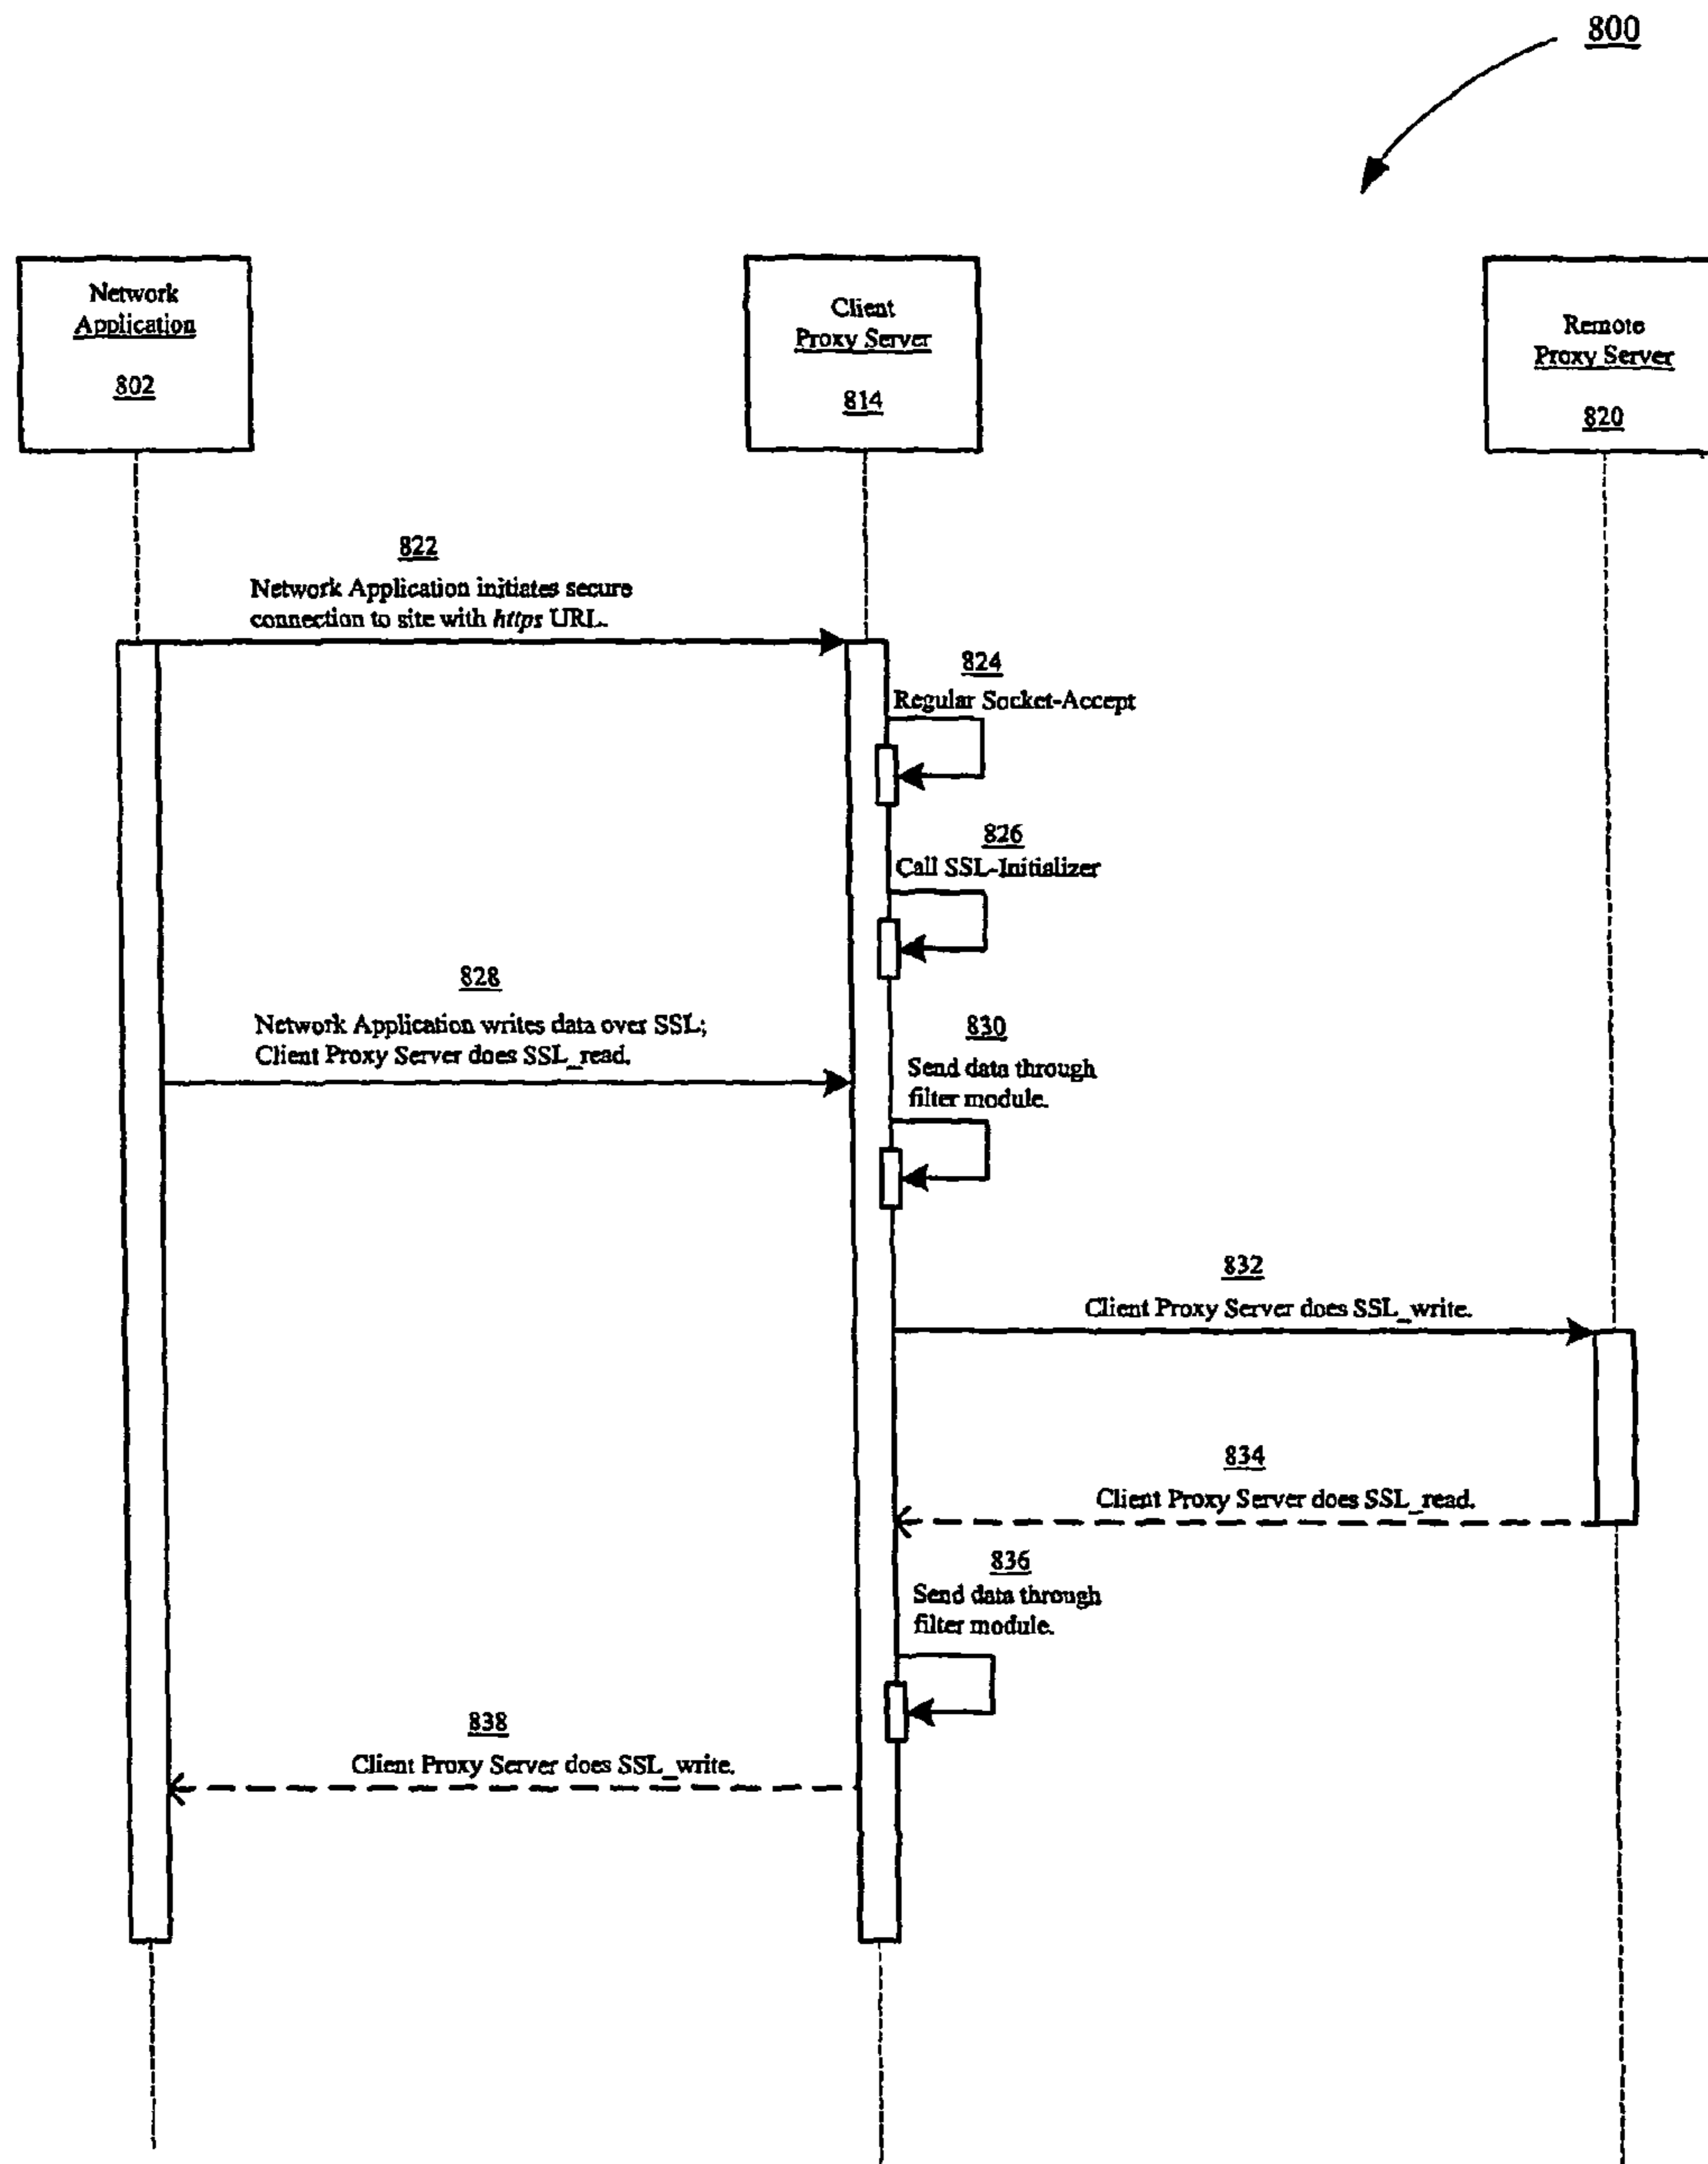 800
Network
Application
802
Client
Proxy Server
814
Remote
Proxy Server
820
822
Network Application initiates secure
connection to site with https URL.
824
Regular Socket-Accept
826
Call SSL-Initializer
828
Network Application writes data over SSL;
Client Proxy Server does SSL_read.
830
Send data through
filter module.
832
Client Proxy Server does SSL_write.
834
Client Proxy Server does SSL_read.
836
Send data through
filter module.
838
Client Proxy Server does SSL_write.